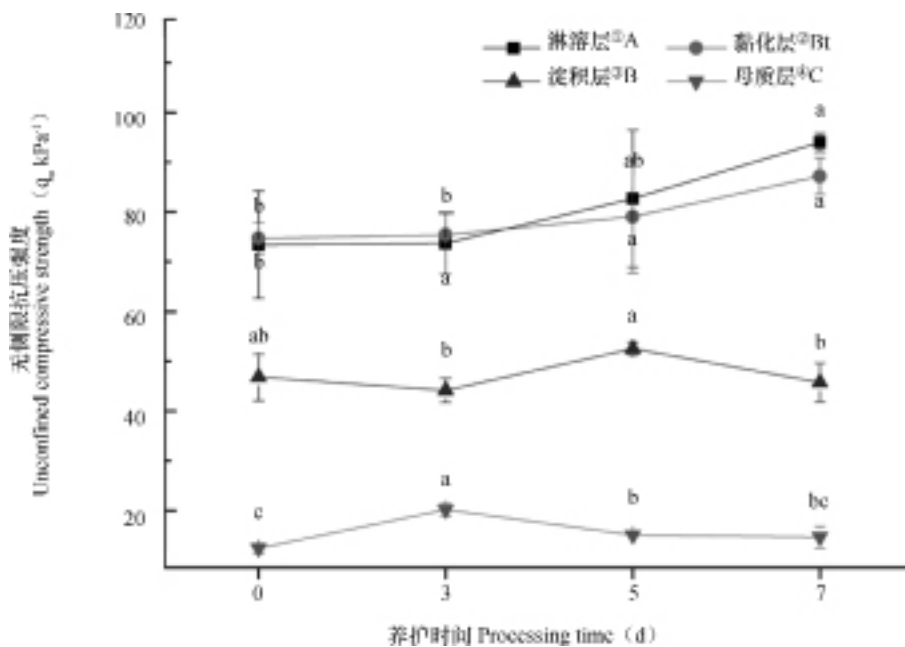 120
淋溶层①A
黏化层②Bt
淀积层③B
母质层④C
100
80
60
40
20
a
ab
b
b
a
b
a
a
ab
b
a
b
c
a
b
bc
0
3
5
7
无侧限抗压强度
Unconfined compressive strength（qᵤ kPa⁻¹）
养护时间 Processing time（d）